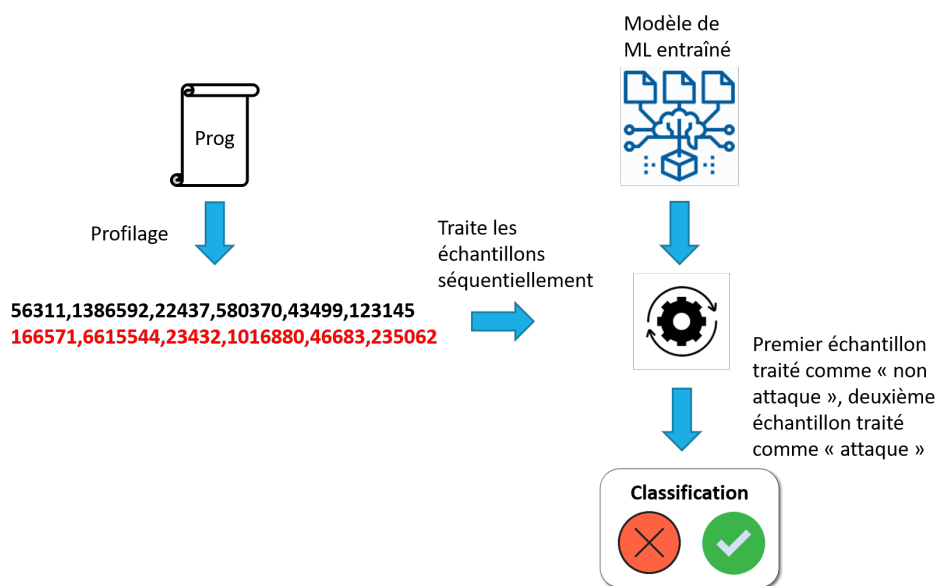 Modèle de
ML entraîné
Prog
Profilage
Traite les
échantillons
séquentiellement
56311,1386592,22437,580370,43499,123145
166571,6615544,23432,1016880,46683,235062
Premier échantillon
traité comme « non
attaque », deuxième
échantillon traité
comme « attaque »
Classification